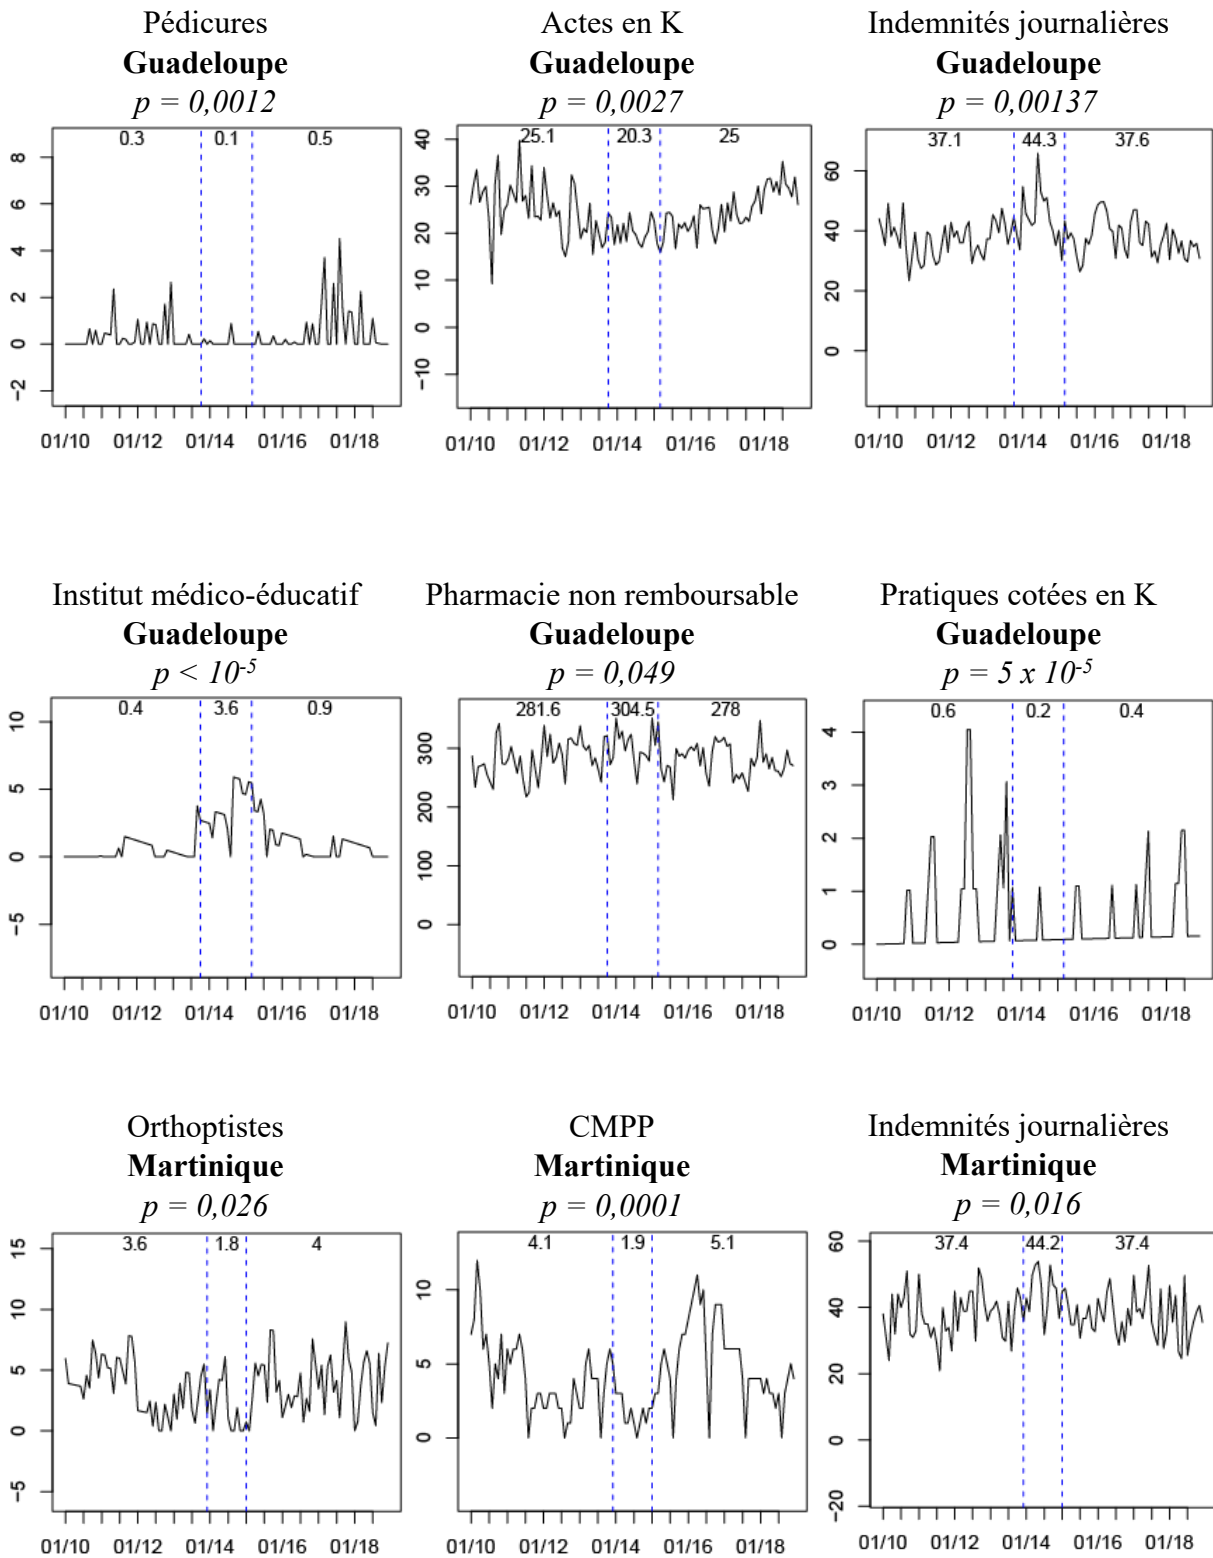 Pédicures
Guadeloupe
p = 0,0012
0.3 0.1 0.5
8
6
4
2
0
−2
01/10 01/12 01/14 01/16 01/18
Actes en K
Guadeloupe
p = 0,0027
25.1 20.3 25
40
30
20
10
0
−10
01/10 01/12 01/14 01/16 01/18
Indemnités journalières
Guadeloupe
p = 0,00137
37.1 44.3 37.6
60
40
20
0
01/10 01/12 01/14 01/16 01/18
Institut médico-éducatif
Guadeloupe
p < 10-5
0.4 3.6 0.9
10
5
0
−5
01/10 01/12 01/14 01/16 01/18
Pharmacie non remboursable
Guadeloupe
p = 0,049
281.6 304.5 278
300
200
100
0
01/10 01/12 01/14 01/16 01/18
Pratiques cotées en K
Guadeloupe
p = 5 x 10-5
0.6 0.2 0.4
4
3
2
1
0
01/10 01/12 01/14 01/16 01/18
Orthoptistes
Martinique
p = 0,026
3.6 1.8 4
15
10
5
0
−5
01/10 01/12 01/14 01/16 01/18
CMPP
Martinique
p = 0,0001
4.1 1.9 5.1
10
5
0
01/10 01/12 01/14 01/16 01/18
Indemnités journalières
Martinique
p = 0,016
37.4 44.2 37.4
60
40
20
0
−20
01/10 01/12 01/14 01/16 01/18